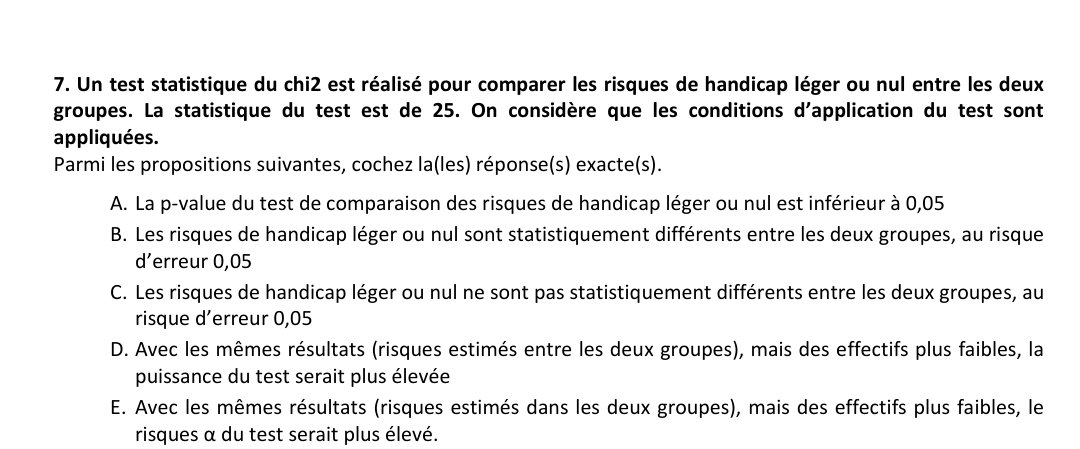 7. Un test statistique du chi2 est réalisé pour comparer les risques de handicap léger ou nul entre les deux
groupes. La statistique du test est de 25. On considère que les conditions d’application du test sont
appliquées.
Parmi les propositions suivantes, cochez la(les) réponse(s) exacte(s).
A. La p-value du test de comparaison des risques de handicap léger ou nul est inférieur à 0,05
B. Les risques de handicap léger ou nul sont statistiquement différents entre les deux groupes, au risque
d’erreur 0,05
C. Les risques de handicap léger ou nul ne sont pas statistiquement différents entre les deux groupes, au
risque d’erreur 0,05
D. Avec les mêmes résultats (risques estimés entre les deux groupes), mais des effectifs plus faibles, la
puissance du test serait plus élevée
E. Avec les mêmes résultats (risques estimés dans les deux groupes), mais des effectifs plus faibles, le
risques α du test serait plus élevé.